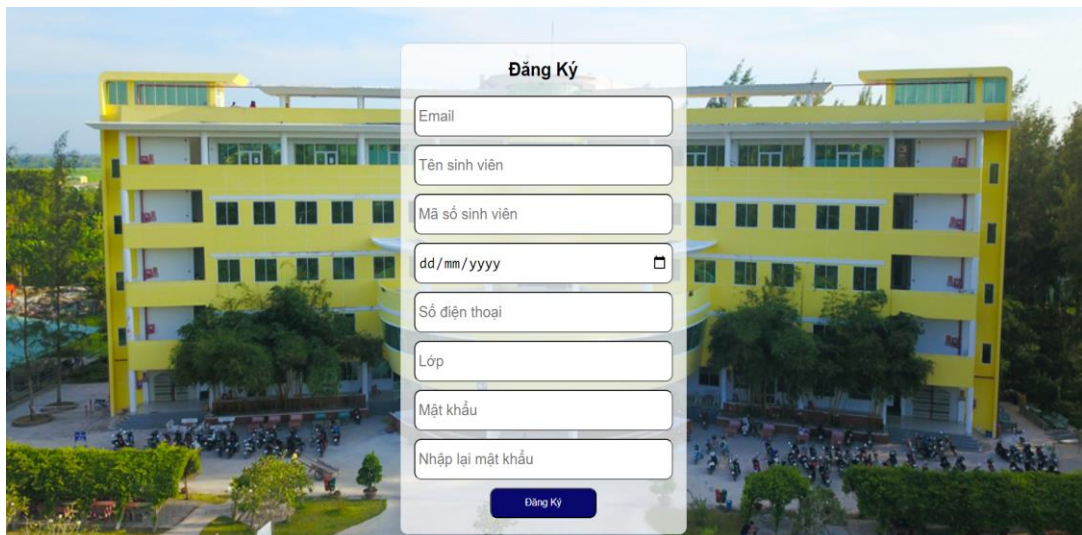 Đăng Ký
Email
Tên sinh viên
Mã số sinh viên
dd/mm/yyyy
Số điện thoại
Lớp
Mật khẩu
Nhập lại mật khẩu
Đăng Ký